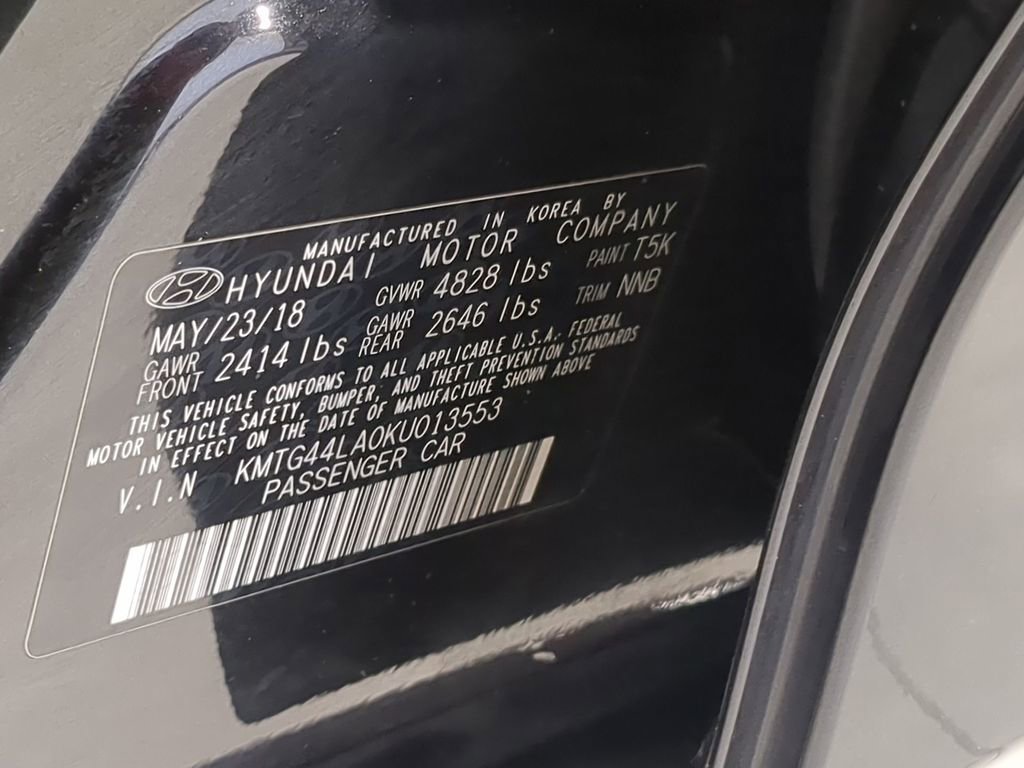 MANUFACTURED IN KOREA BY
HYUNDAI MOTOR COMPANY
MAY/23/18 GVWR 4828 lbs PAINT T5K
GAWR FRONT 2414 lbs GAWR REAR 2646 lbs TRIM NNB
THIS VEHICLE CONFORMS TO ALL APPLICABLE U.S.A. FEDERAL
MOTOR VEHICLE SAFETY, BUMPER, AND THEFT PREVENTION STANDARDS
IN EFFECT ON THE DATE OF MANUFACTURE SHOWN ABOVE
V.I.N KMTG44LA0KU013553
PASSENGER CAR